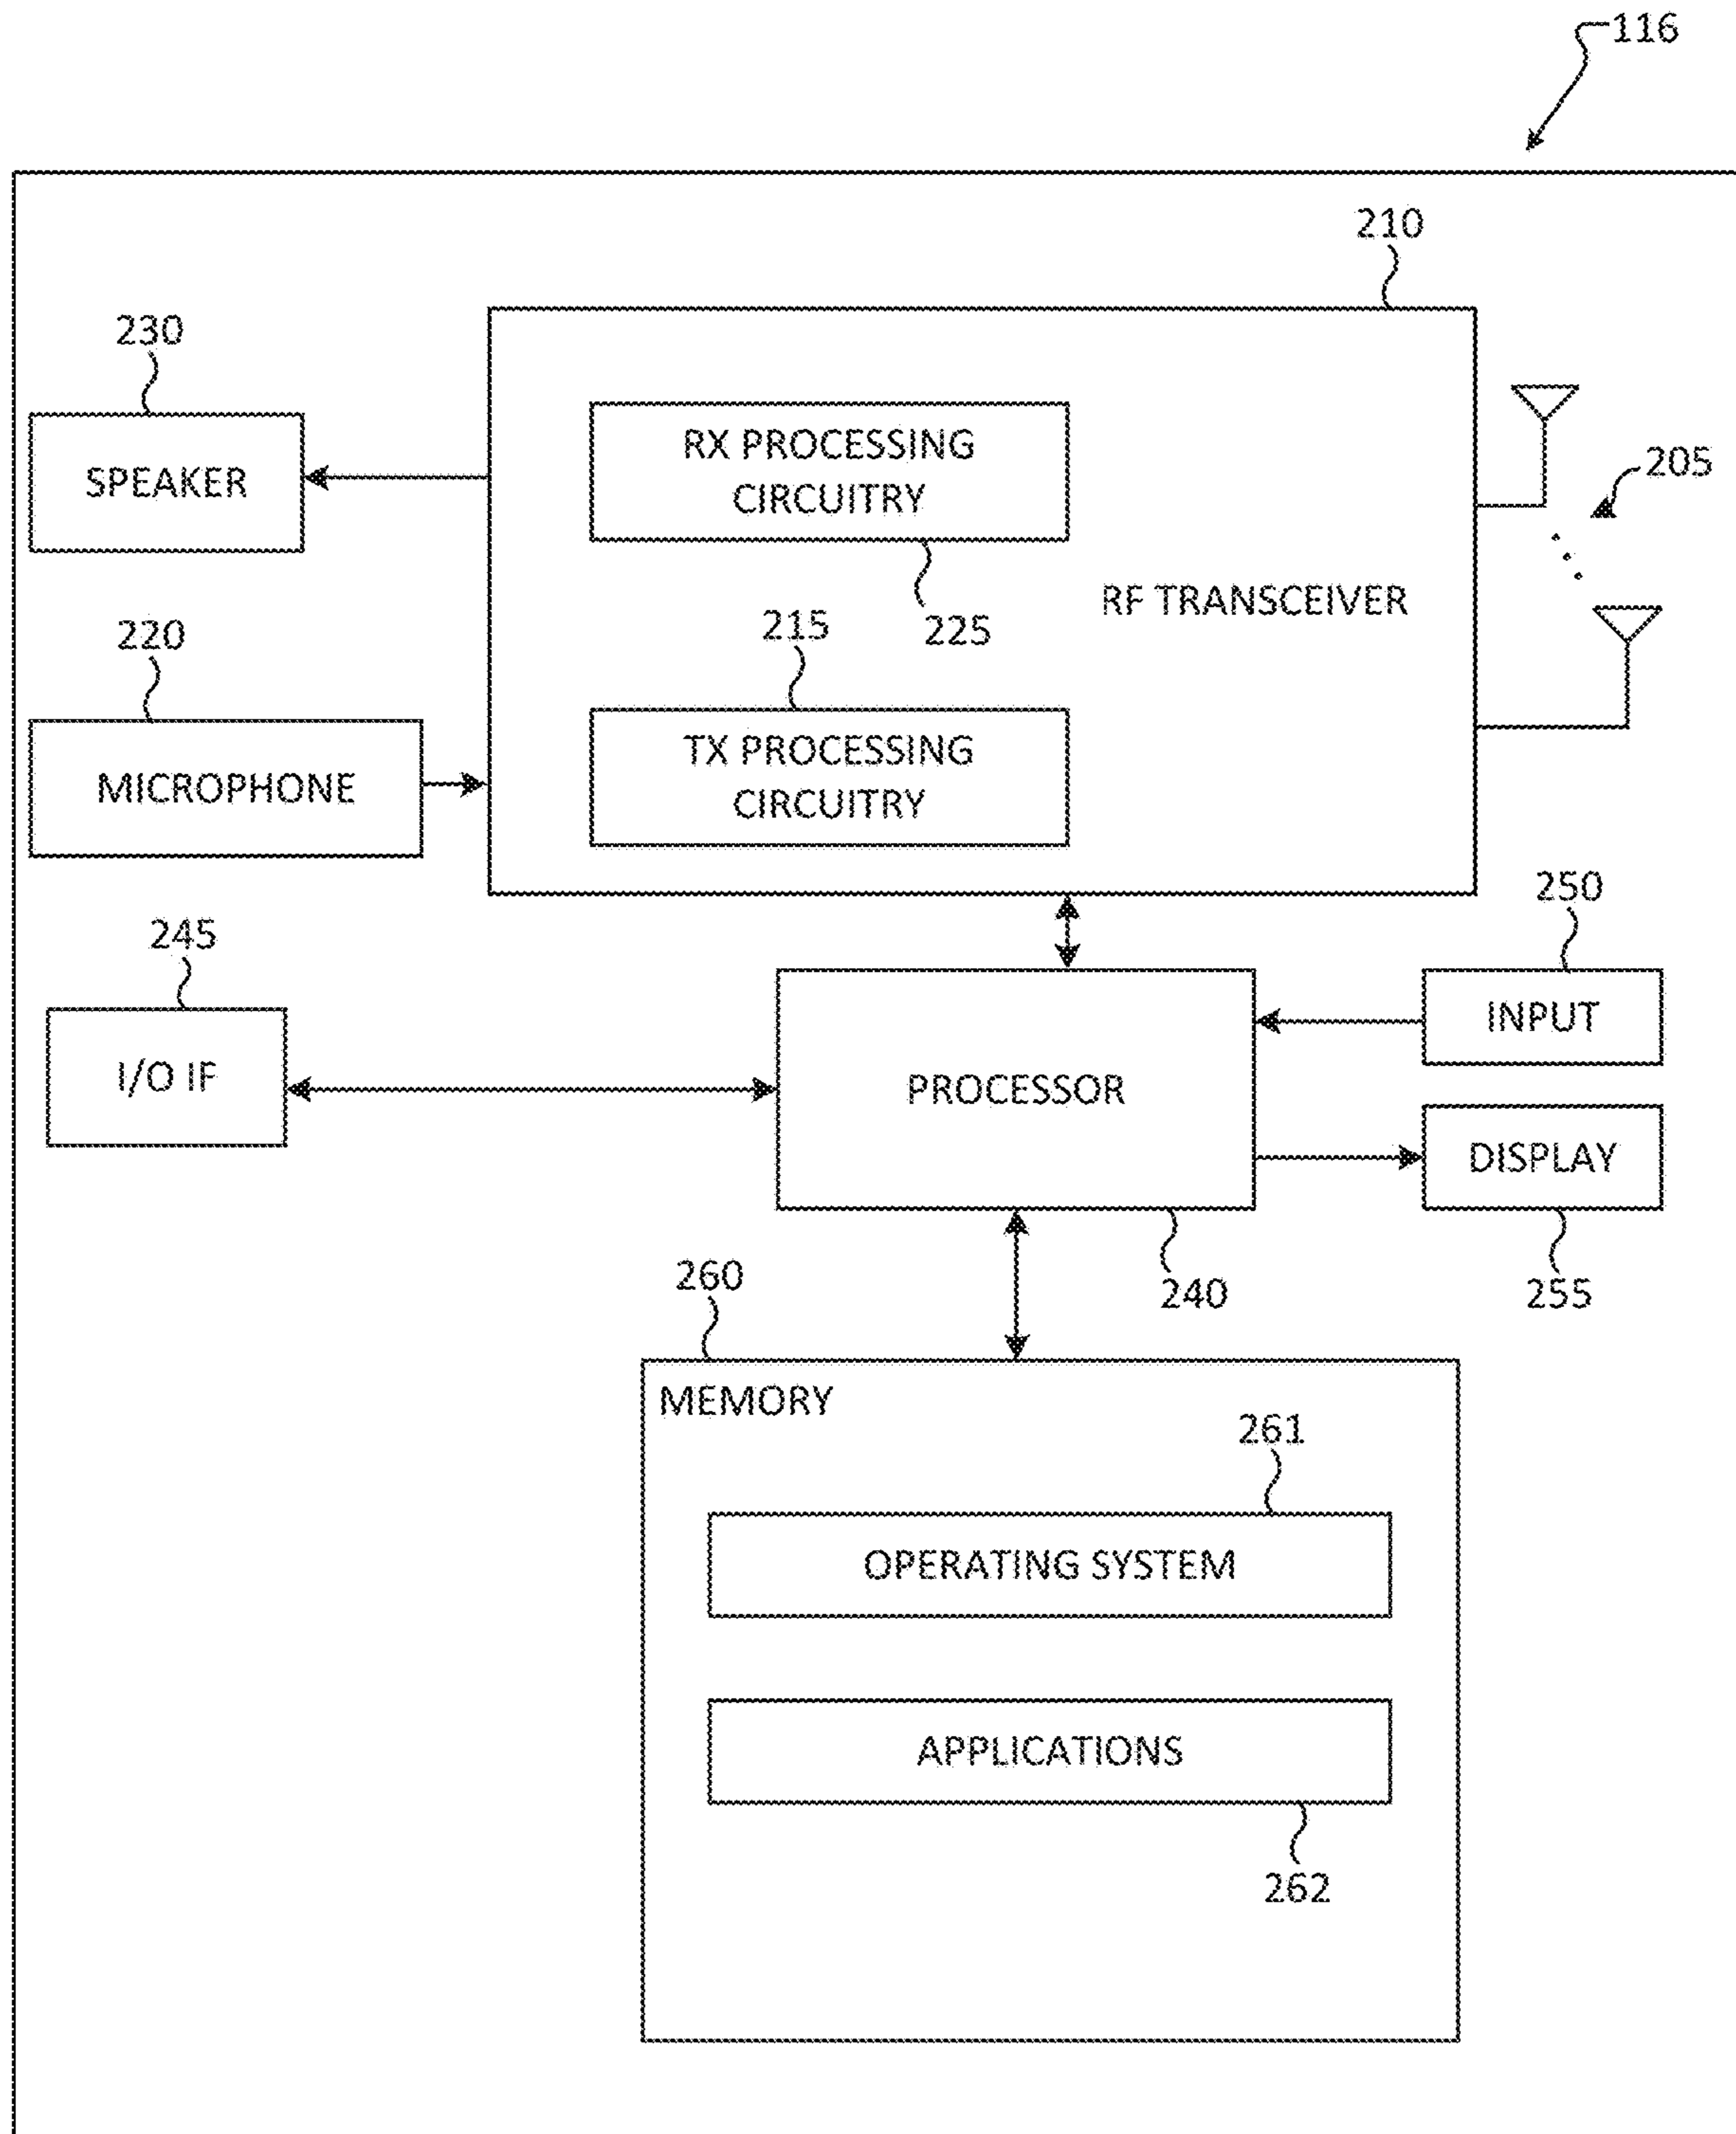 116
210
230
RX PROCESSING
CIRCUITRY
SPEAKER
205
225
RF TRANSCEIVER
215
220
TX PROCESSING
CIRCUITRY
MICROPHONE
250
245
INPUT
I/O IF
PROCESSOR
DISPLAY
240
255
260
MEMORY
261
OPERATING SYSTEM
APPLICATIONS
262